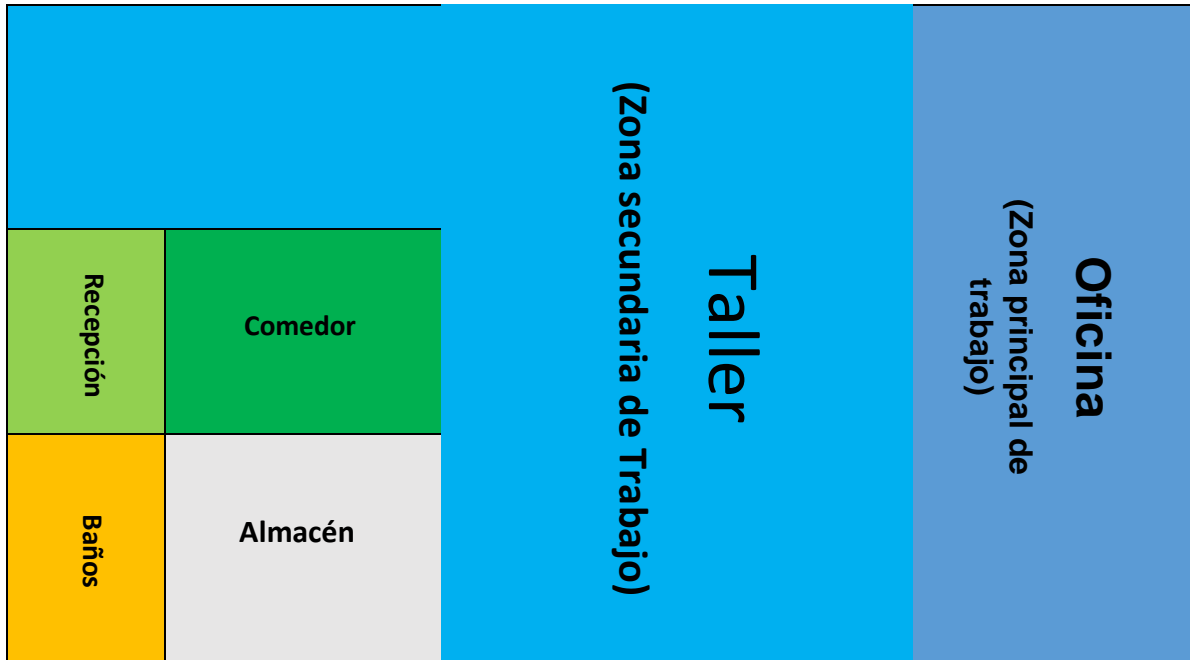 Recepción
Comedor
Baños
Almacén
Taller
(Zona secundaria de Trabajo)
Oficina
(Zona principal de
trabajo)